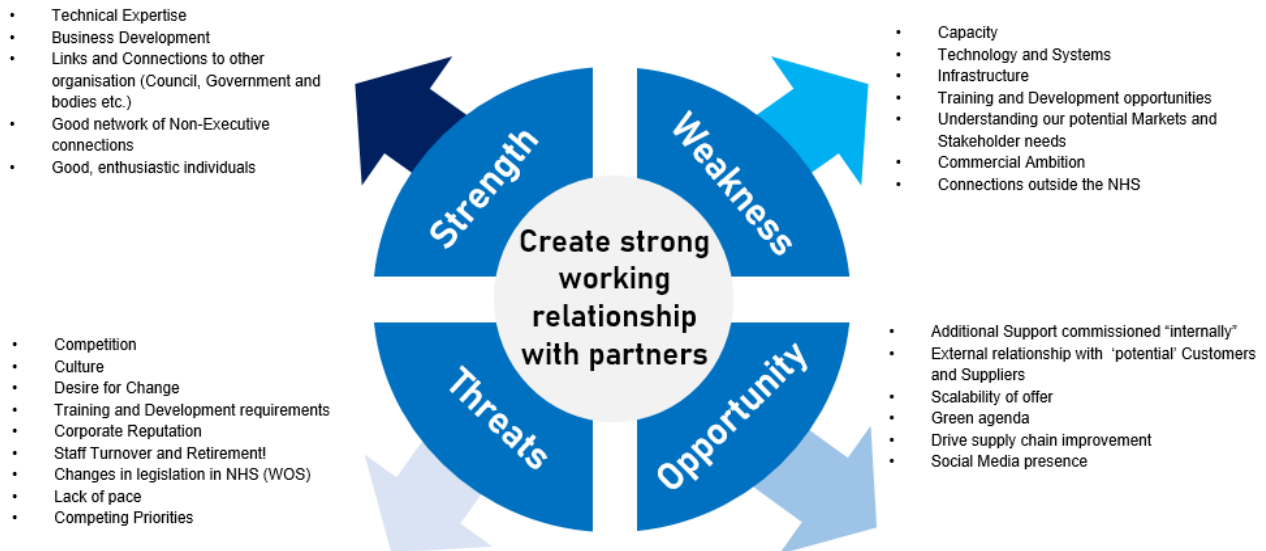 • Technical Expertise
• Business Development
• Links and Connections to other
organisation (Council, Government and
bodies etc.)
• Good network of Non-Executive
connections
• Good, enthusiastic individuals
Strength
Weakness
• Capacity
• Technology and Systems
• Infrastructure
• Training and Development opportunities
• Understanding our potential Markets and
Stakeholder needs
• Commercial Ambition
• Connections outside the NHS
Create strong
working
relationship
with partners
• Competition
• Culture
• Desire for Change
• Training and Development requirements
• Corporate Reputation
• Staff Turnover and Retirement!
• Changes in legislation in NHS (WOS)
• Lack of pace
• Competing Priorities
Threats
Opportunity
• Additional Support commissioned “internally”
• External relationship with ‘potential’ Customers
and Suppliers
• Scalability of offer
• Green agenda
• Drive supply chain improvement
• Social Media presence